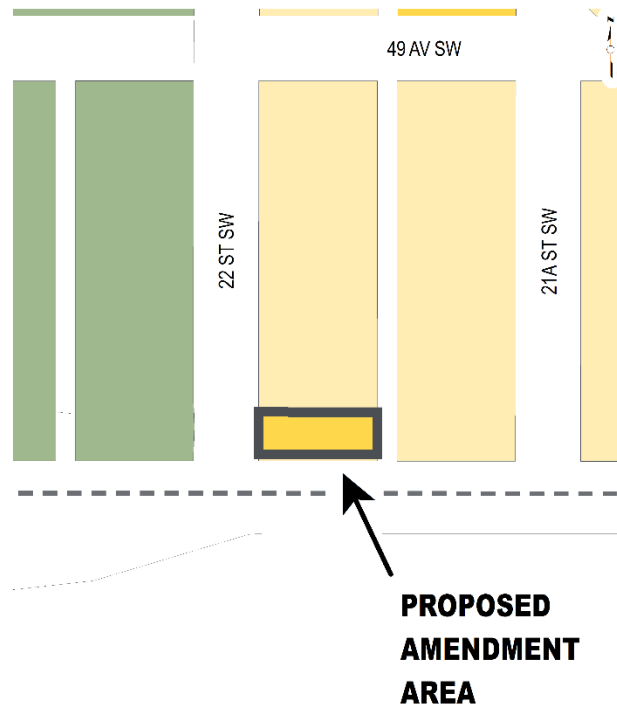 49 AV SW
22 ST SW
21A ST SW
PROPOSED
AMENDMENT
AREA